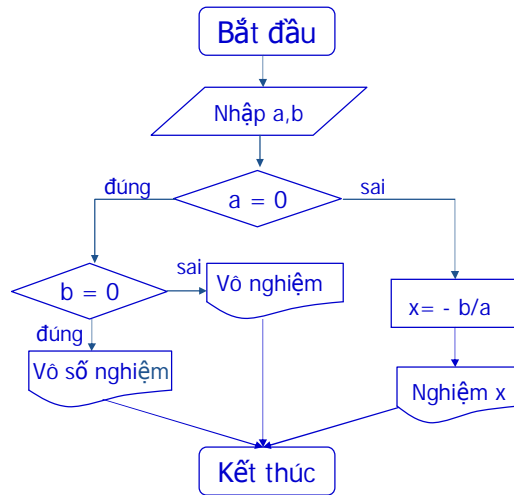 Bắt đầu
Nhập a,b
đúng
a = 0
sai
b = 0
sai
Vô nghiệm
x= - b/a
đúng
Vô số nghiệm
Nghiệm x
Kết thúc